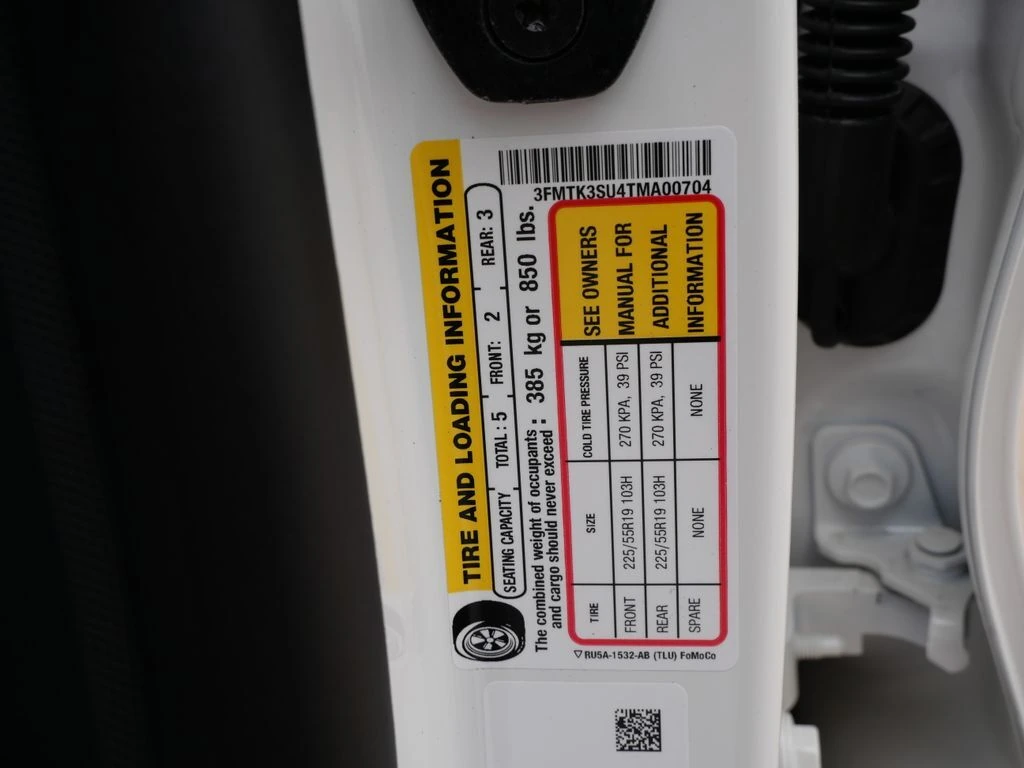 3FMTK3SU4TMA00704
TIRE AND LOADING INFORMATION
SEATING CAPACITY TOTAL : 5 FRONT: 2 REAR: 3
The combined weight of occupants : 385 kg or 850 lbs.
and cargo should never exceed :
TIRE SIZE COLD TIRE PRESSURE SEE OWNERS
FRONT 225/55R19 103H 270 KPA, 39 PSI MANUAL FOR
REAR 225/55R19 103H 270 KPA, 39 PSI ADDITIONAL
SPARE NONE NONE INFORMATION
▽ RU5A-1532-AB (TLU) FoMoCo